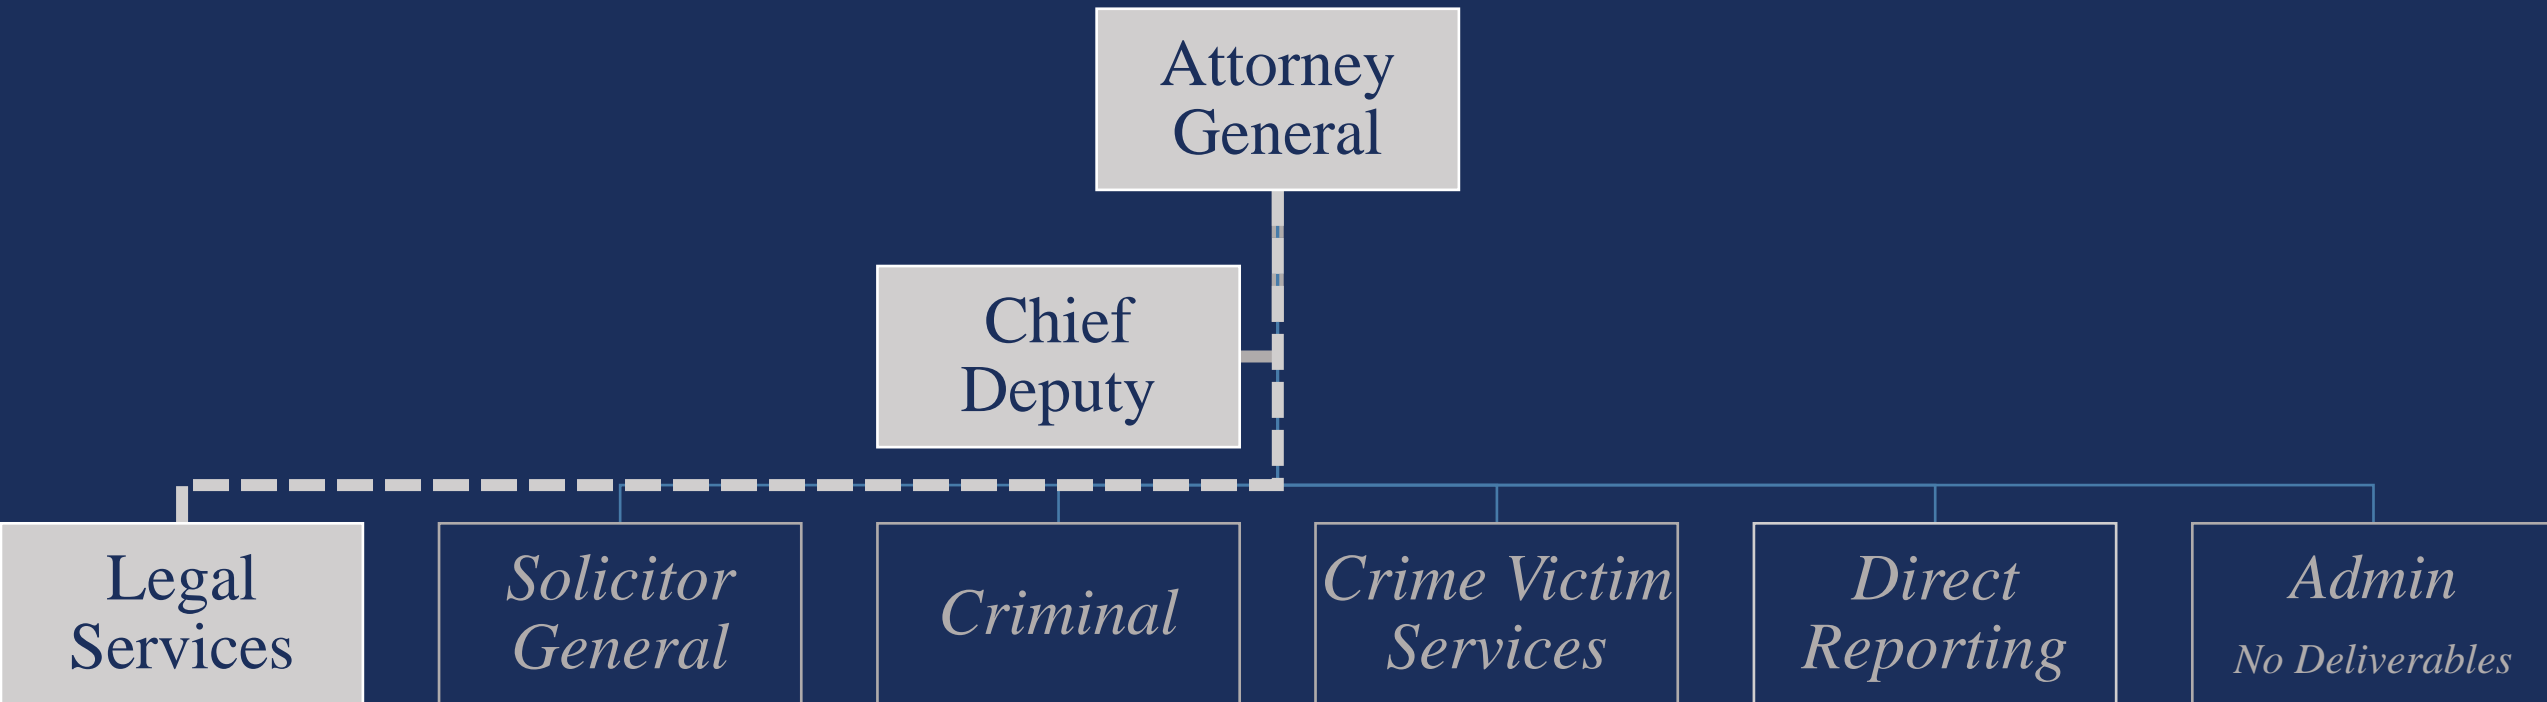 Attorney
General
Chief
Deputy
Legal
Services
Solicitor
General
Criminal
Crime Victim
Services
Direct
Reporting
Admin
No Deliverables